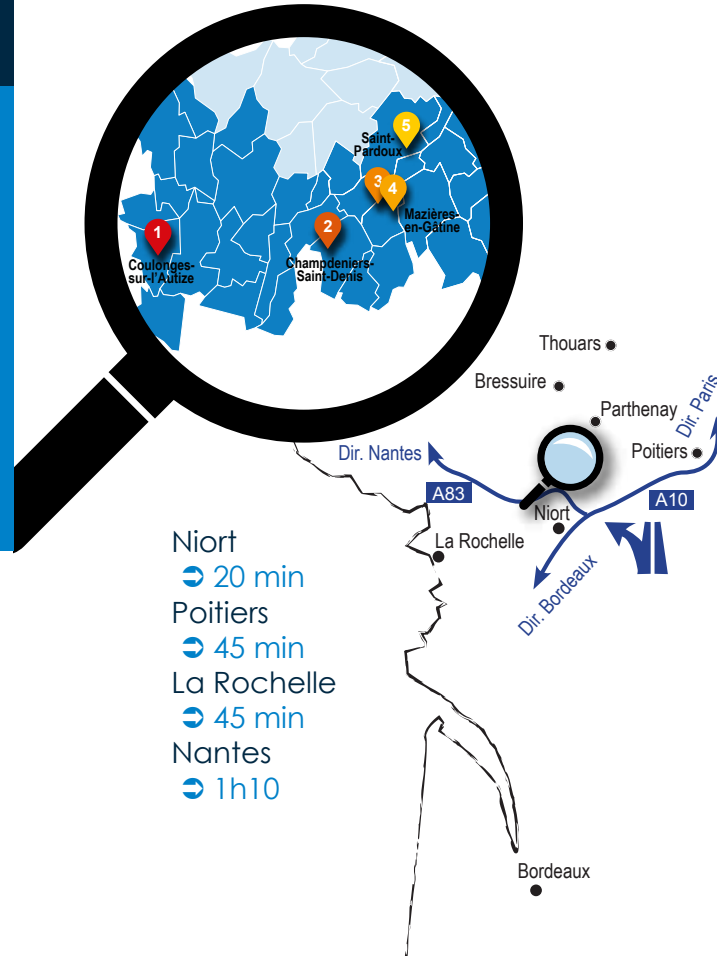 5
Saint-
Pardoux
3
4
Mazières-
en-Gâtine
1
2
Coulonges-
sur-l'Autize
Champdeniers-
Saint-Denis
Thouars
Bressuire
Parthenay
Dir. Paris
Dir. Nantes
Poitiers
A83
A10
Niort
La Rochelle
Dir. Bordeaux
Niort
➲ 20 min
Poitiers
➲ 45 min
La Rochelle
➲ 45 min
Nantes
➲ 1h10
Bordeaux